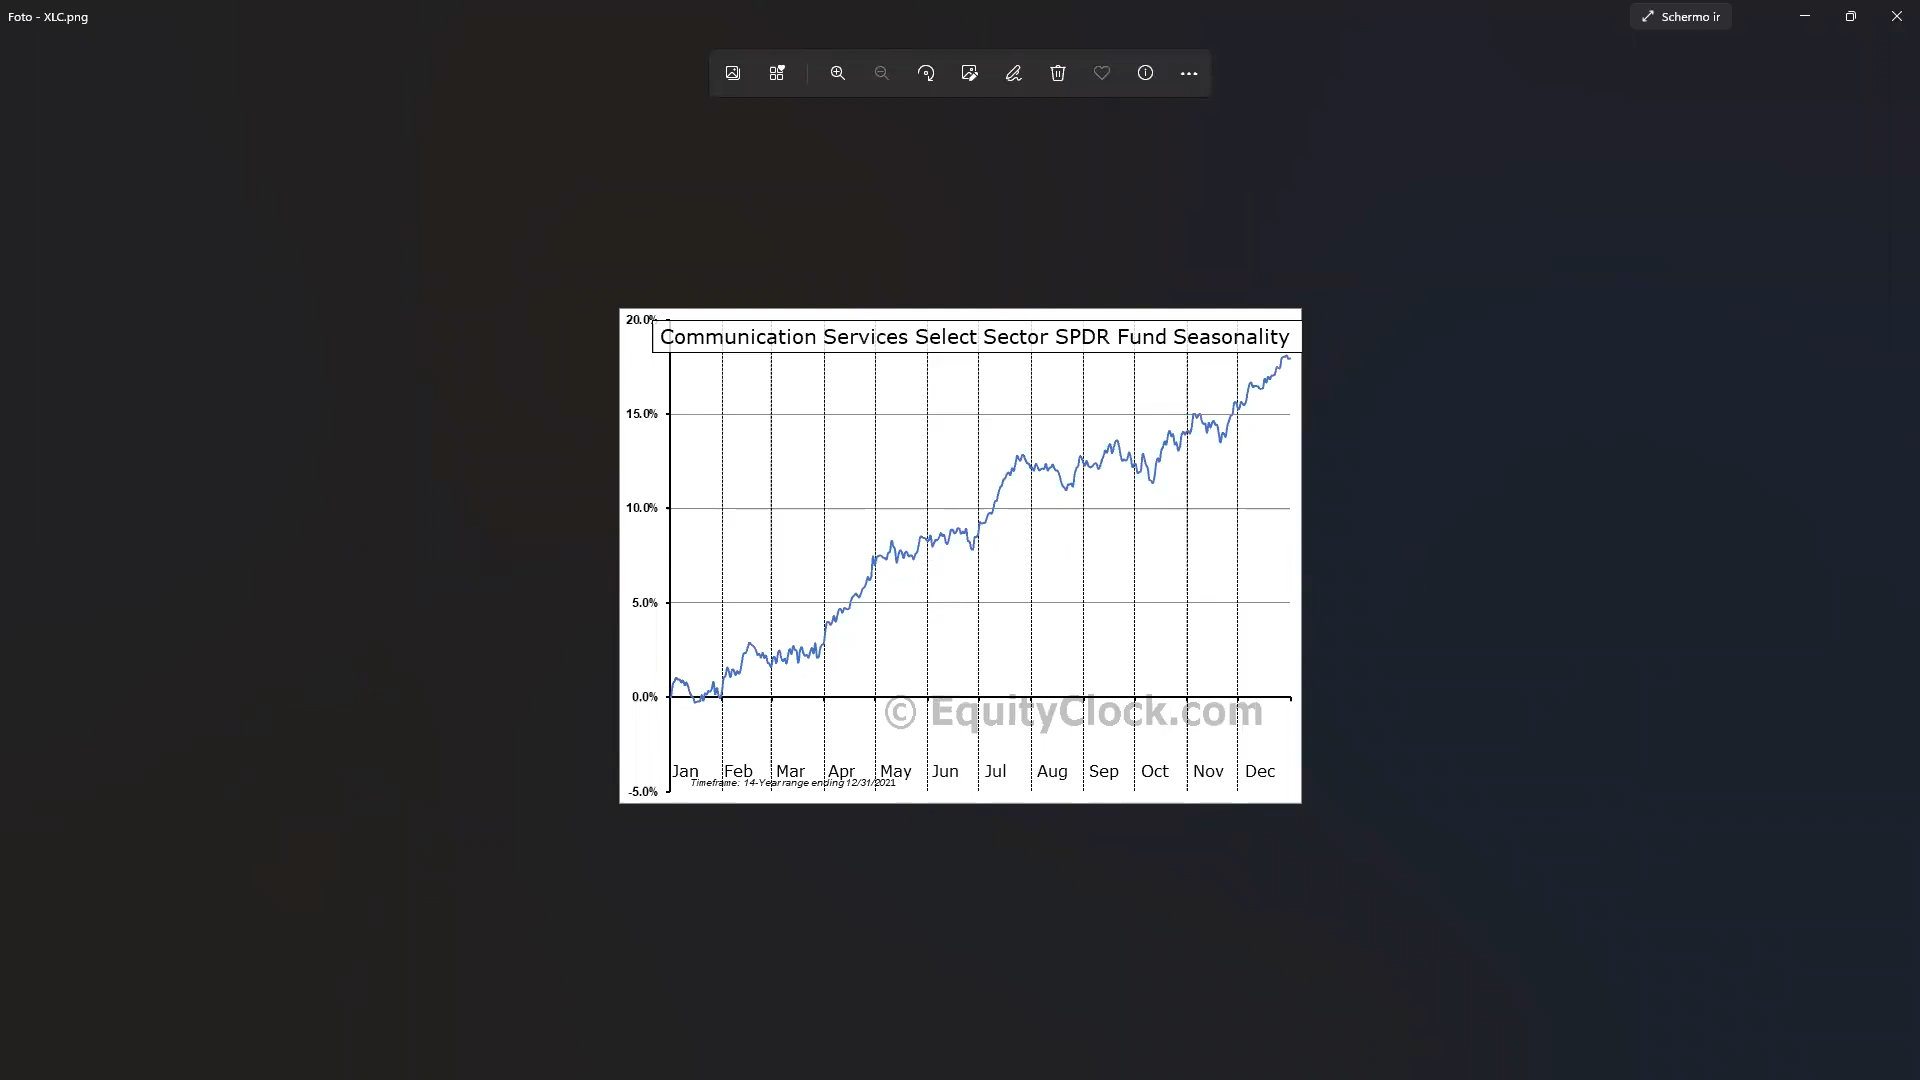 Foto - XLC.png
Schermo ir
20.0%
Communication Services Select Sector SPDR Fund Seasonality
15.0%
10.0%
5.0%
0.0%
© EquityClock.com
Jan Feb Mar Apr May Jun Jul Aug Sep Oct Nov Dec
Timeframe: 14-Year range ending 12/31/2021
-5.0%